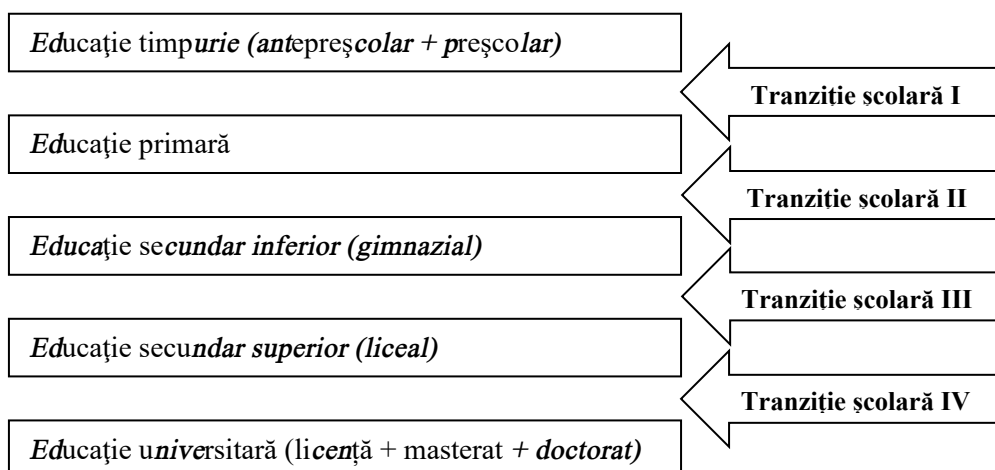 Educaţie timpurie (antepreşcolar + preşcolar)
Tranziție școlară I
Educaţie primară
Tranziție școlară II
Educaţie secundar inferior (gimnazial)
Tranziție școlară III
Educaţie secundar superior (liceal)
Tranziție școlară IV
Educaţie universitară (licență + masterat + doctorat)